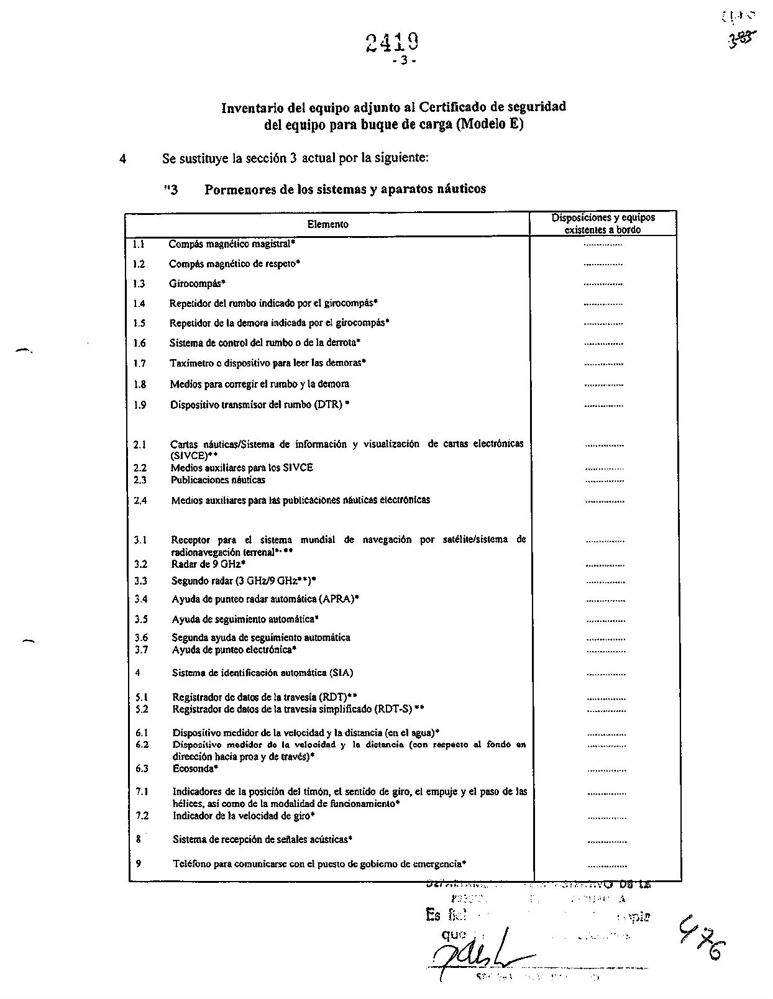 2419
- 3 -
383
Inventario del equipo adjunto al Certificado de seguridad
del equipo para buque de carga (Modelo E)
4 Se sustituye la sección 3 actual por la siguiente:
"3 Pormenores de los sistemas y aparatos náuticos
Elemento
Disposiciones y equipos
existentes a bordo
1.1 Compás magnético magistral* ...............
1.2 Compás magnético de respeto* ...............
1.3 Girocompás* ...............
1.4 Repetidor del rumbo indicado por el girocompás* ...............
1.5 Repetidor de la demora indicada por el girocompás* ...............
1.6 Sistema de control del rumbo o de la derrota* ...............
1.7 Taxímetro o dispositivo para leer las demoras* ...............
1.8 Medios para corregir el rumbo y la demora ...............
1.9 Dispositivo transmisor del rumbo (DTR) * ...............
2.1 Cartas náuticas/Sistema de información y visualización de cartas electrónicas ...............
(SIVCE)**
2.2 Medios auxiliares para los SIVCE ...............
2.3 Publicaciones náuticas ...............
2.4 Medios auxiliares para las publicaciones náuticas electrónicas ...............
3.1 Receptor para el sistema mundial de navegación por satélite/sistema de ...............
radionavegación terrenal*, **
3.2 Radar de 9 GHz* ...............
3.3 Segundo radar (3 GHz/9 GHz**)* ...............
3.4 Ayuda de punteo radar automática (APRA)* ...............
3.5 Ayuda de seguimiento automática* ...............
3.6 Segunda ayuda de seguimiento automática ...............
3.7 Ayuda de punteo electrónica* ...............
4 Sistema de identificación automática (SIA) ...............
5.1 Registrador de datos de la travesía (RDT)** ...............
5.2 Registrador de datos de la travesía simplificado (RDT-S) ** ...............
6.1 Dispositivo medidor de la velocidad y la distancia (en el agua)* ...............
6.2 Dispositivo medidor de la velocidad y la distancia (con respecto al fondo en ...............
dirección hacia proa y de través)*
6.3 Ecosonda* ...............
7.1 Indicadores de la posición del timón, el sentido de giro, el empuje y el paso de las ...............
hélices, así como de la modalidad de funcionamiento*
7.2 Indicador de la velocidad de giro* ...............
8 Sistema de recepción de señales acústicas* ...............
9 Teléfono para comunicarse con el puesto de gobierno de emergencia* ...............
DE LA
Es fiel
que
476